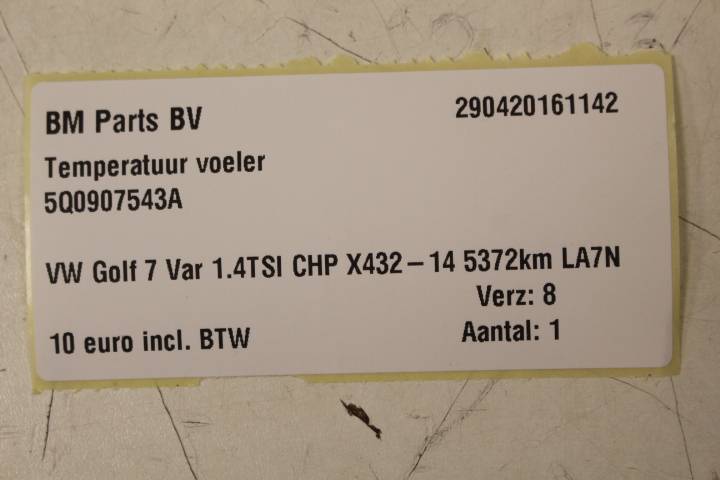 BM Parts BV
290420161142
Temperatuur voeler
5Q0907543A
VW Golf 7 Var 1.4TSI CHP X432-14 5372km LA7N
Verz: 8
10 euro incl. BTW
Aantal: 1